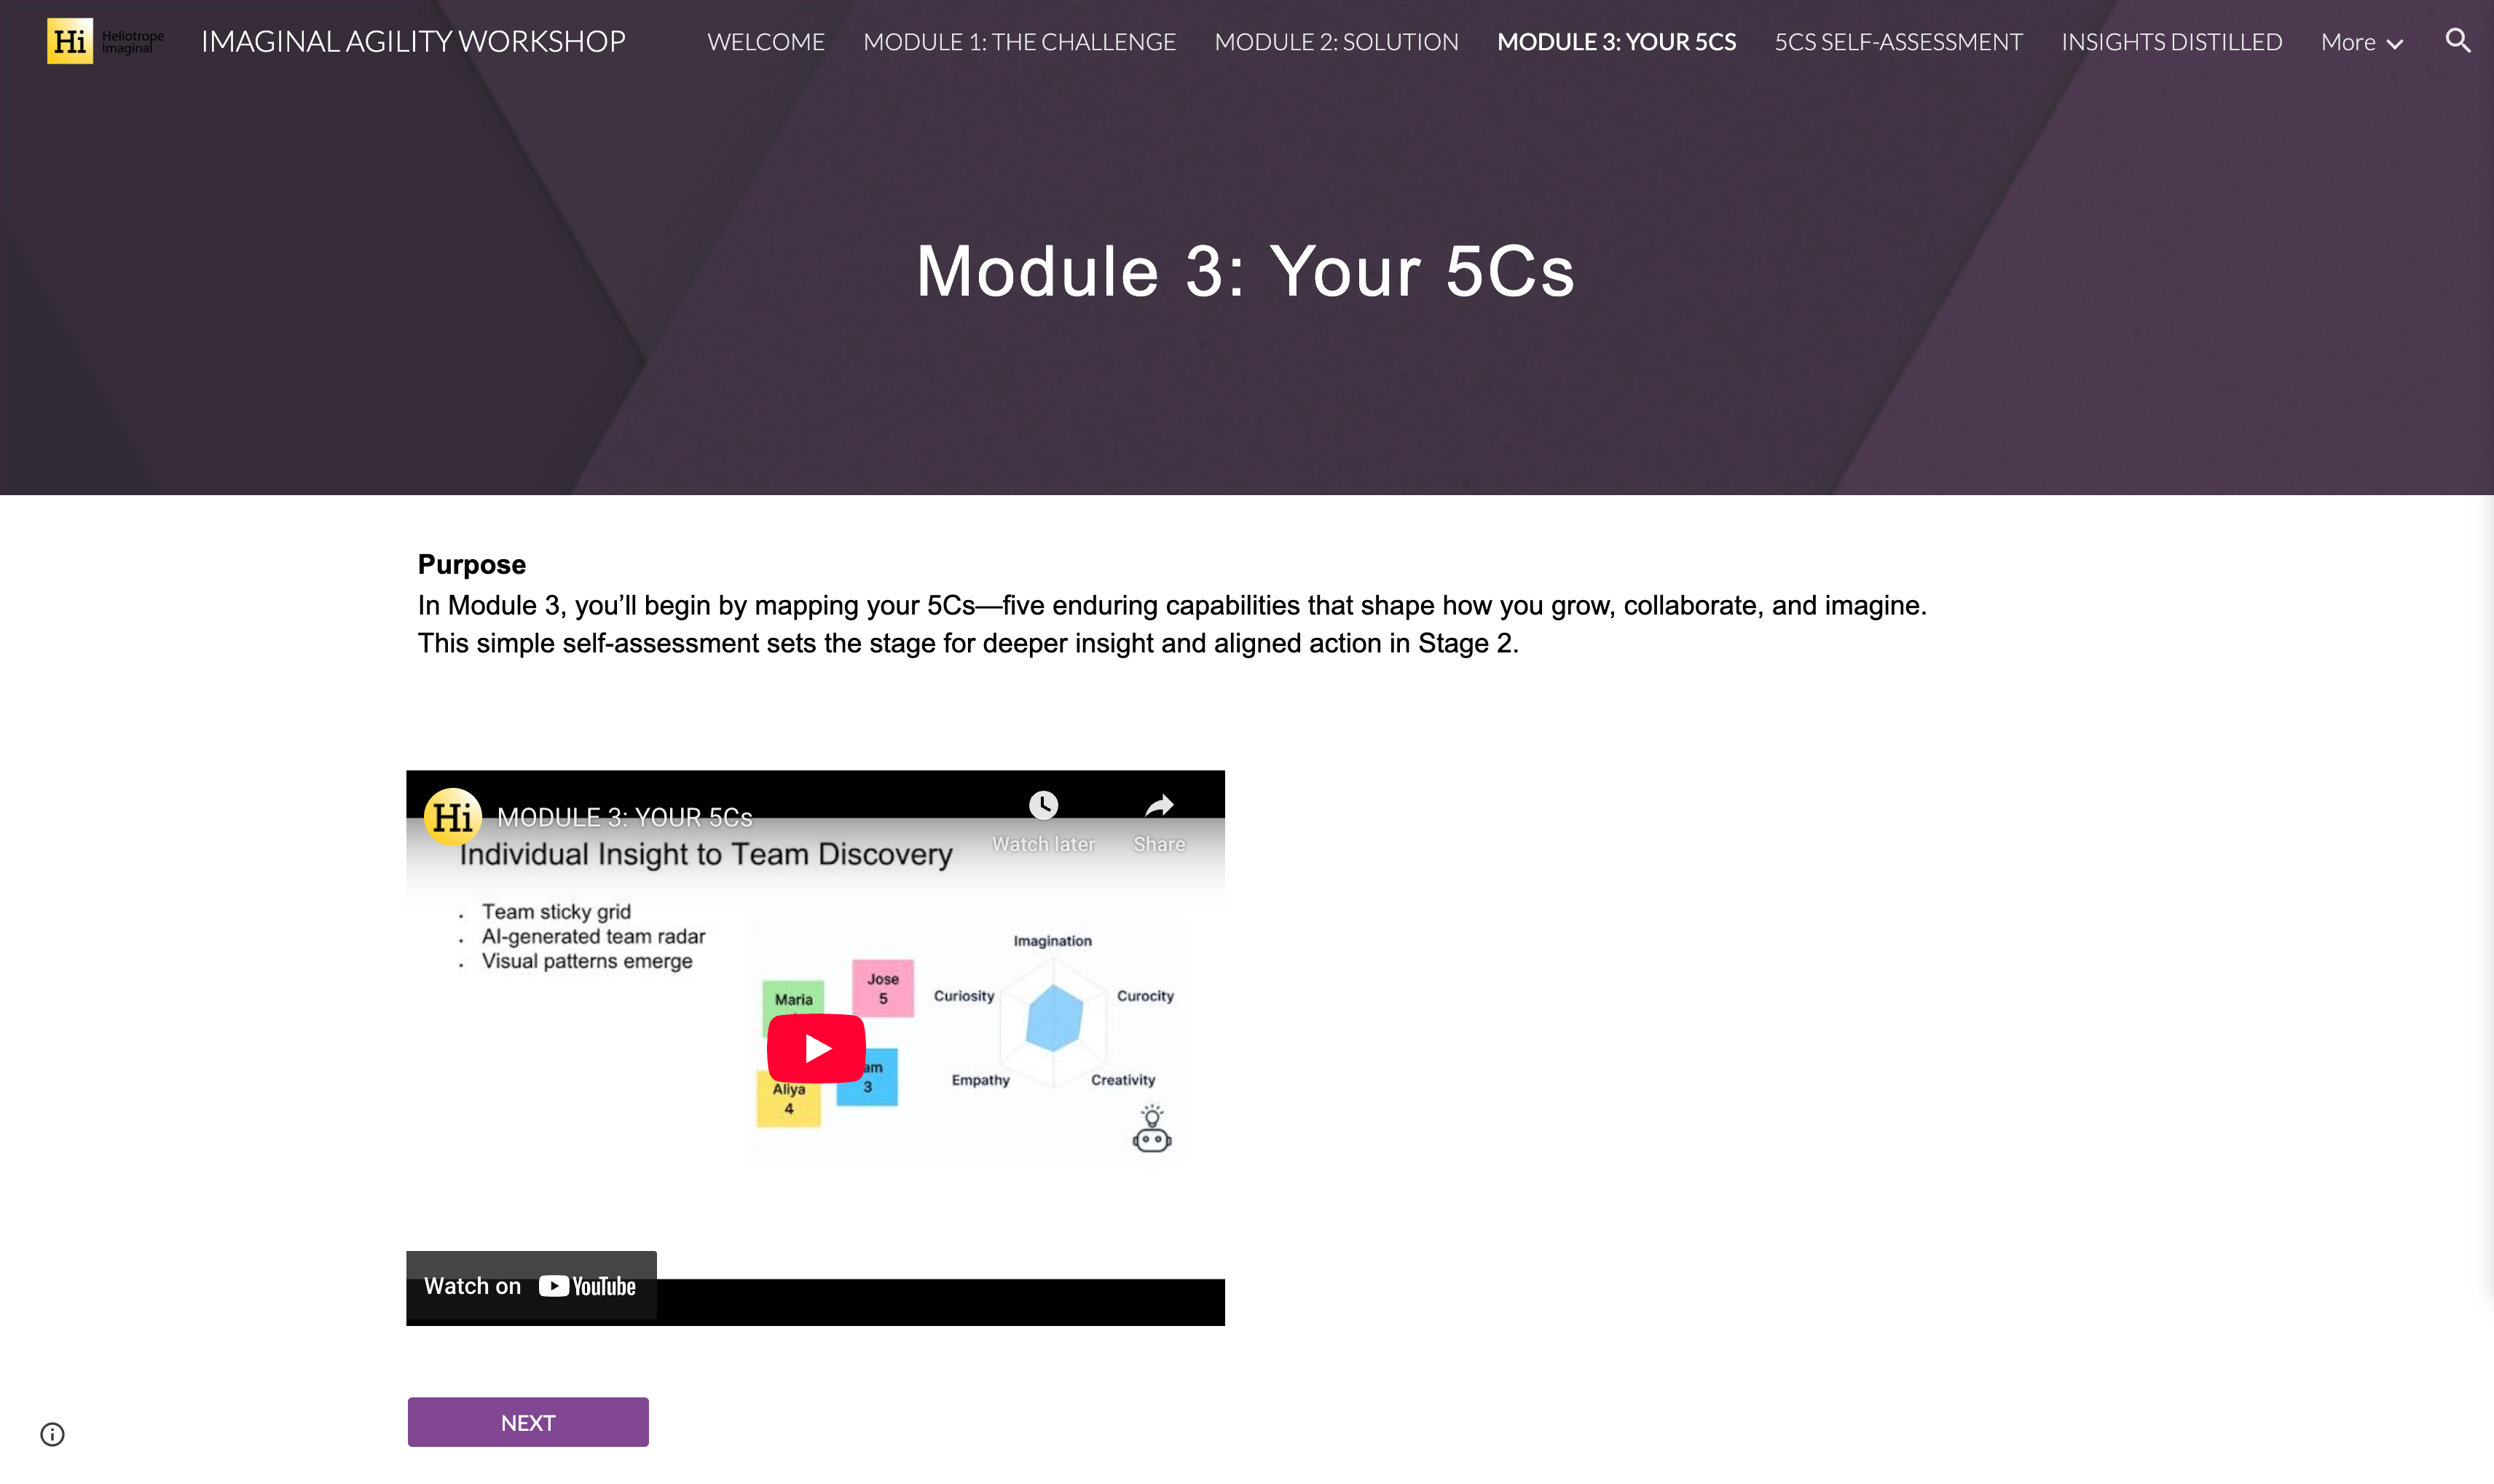 Hi Heliotrope
Imaginal
IMAGINAL AGILITY WORKSHOP
WELCOME
MODULE 1: THE CHALLENGE
MODULE 2: SOLUTION
MODULE 3: YOUR 5CS
5CS SELF-ASSESSMENT
INSIGHTS DISTILLED
More
Module 3: Your 5Cs
Purpose
In Module 3, you’ll begin by mapping your 5Cs—five enduring capabilities that shape how you grow, collaborate, and imagine.
This simple self-assessment sets the stage for deeper insight and aligned action in Stage 2.
Hi MODULE 3: YOUR 5Cs
Watch later
Share
Individual Insight to Team Discovery
Team sticky grid
AI-generated team radar
Visual patterns emerge
Maria
Jose
5
Aliya
4
am
3
Imagination
Curiosity
Curocity
Empathy
Creativity
Watch on YouTube
NEXT